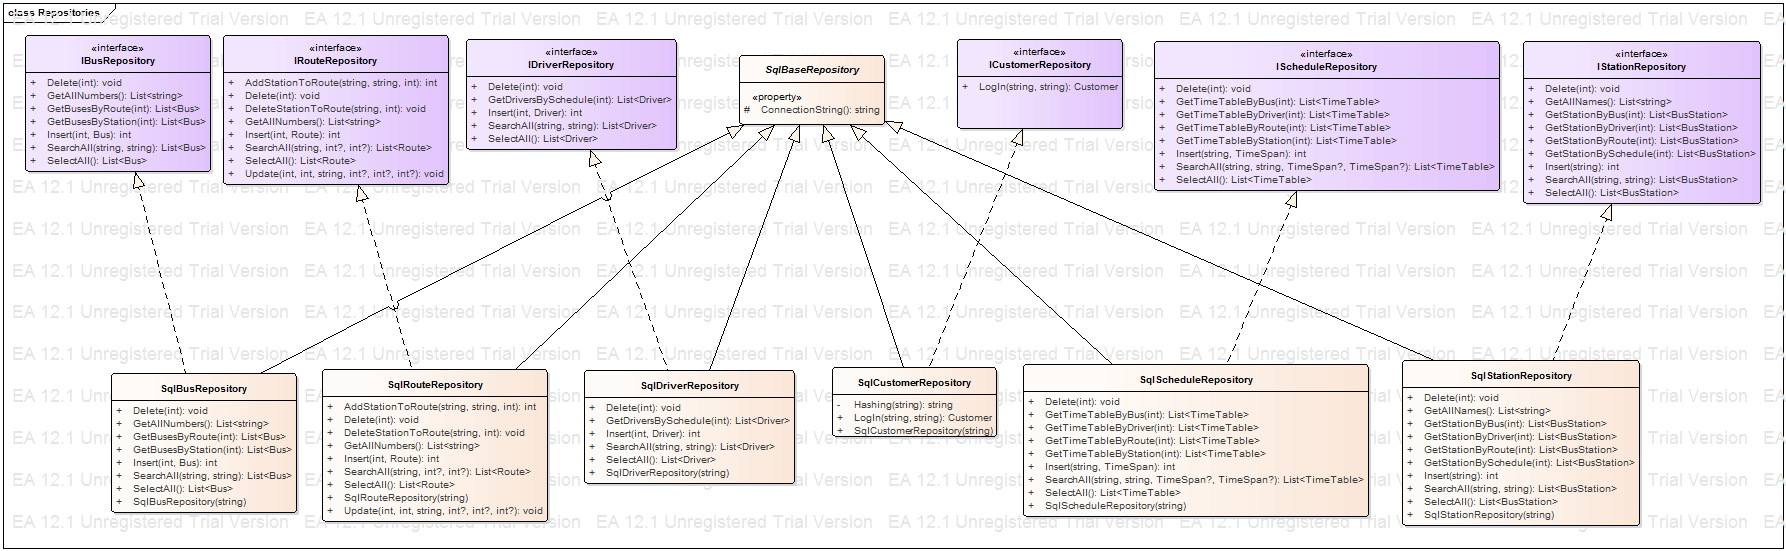 class Repositories
«interface»
IBusRepository
+ Delete(int): void
+ GetAllNumbers(): List<string>
+ GetBusesByRoute(int): List<Bus>
+ GetBusesByStation(int): List<Bus>
+ Insert(int, Bus): int
+ SearchAll(string, string): List<Bus>
+ SelectAll(): List<Bus>
«interface»
IRouteRepository
+ AddStationToRoute(string, string, int): int
+ Delete(int): void
+ DeleteStationToRoute(string, int): void
+ GetAllNumbers(): List<string>
+ Insert(int, Route): int
+ SearchAll(string, int?, int?): List<Route>
+ SelectAll(): List<Route>
+ Update(int, int, string, int?, int?, int?): void
«interface»
IDriverRepository
+ Delete(int): void
+ GetDriversBySchedule(int): List<Driver>
+ Insert(int, Driver): int
+ SearchAll(string, string): List<Driver>
+ SelectAll(): List<Driver>
SqlBaseRepository
«property»
# ConnectionString(): string
«interface»
ICustomerRepository
+ LogIn(string, string): Customer
«interface»
IScheduleRepository
+ Delete(int): void
+ GetTimeTableByBus(int): List<TimeTable>
+ GetTimeTableByDriver(int): List<TimeTable>
+ GetTimeTableByRoute(int): List<TimeTable>
+ GetTimeTableByStation(int): List<TimeTable>
+ Insert(string, TimeSpan): int
+ SearchAll(string, string, TimeSpan?, TimeSpan?): List<TimeTable>
+ SelectAll(): List<TimeTable>
«interface»
IStationRepository
+ Delete(int): void
+ GetAllNames(): List<string>
+ GetStationByBus(int): List<BusStation>
+ GetStationByDriver(int): List<BusStation>
+ GetStationByRoute(int): List<BusStation>
+ GetStationBySchedule(int): List<BusStation>
+ Insert(string): int
+ SearchAll(string, string): List<BusStation>
+ SelectAll(): List<BusStation>
SqlBusRepository
+ Delete(int): void
+ GetAllNumbers(): List<string>
+ GetBusesByRoute(int): List<Bus>
+ GetBusesByStation(int): List<Bus>
+ Insert(int, Bus): int
+ SearchAll(string, string): List<Bus>
+ SelectAll(): List<Bus>
+ SqlBusRepository(string)
SqlRouteRepository
+ AddStationToRoute(string, string, int): int
+ Delete(int): void
+ DeleteStationToRoute(string, int): void
+ GetAllNumbers(): List<string>
+ Insert(int, Route): int
+ SearchAll(string, int?, int?): List<Route>
+ SelectAll(): List<Route>
+ SqlRouteRepository(string)
+ Update(int, int, string, int?, int?, int?): void
SqlDriverRepository
+ Delete(int): void
+ GetDriversBySchedule(int): List<Driver>
+ Insert(int, Driver): int
+ SearchAll(string, string): List<Driver>
+ SelectAll(): List<Driver>
+ SqlDriverRepository(string)
SqlCustomerRepository
- Hashing(string): string
+ LogIn(string, string): Customer
+ SqlCustomerRepository(string)
SqlScheduleRepository
+ Delete(int): void
+ GetTimeTableByBus(int): List<TimeTable>
+ GetTimeTableByDriver(int): List<TimeTable>
+ GetTimeTableByRoute(int): List<TimeTable>
+ GetTimeTableByStation(int): List<TimeTable>
+ Insert(string, TimeSpan): int
+ SearchAll(string, string, TimeSpan?, TimeSpan?): List<TimeTable>
+ SelectAll(): List<TimeTable>
+ SqlScheduleRepository(string)
SqlStationRepository
+ Delete(int): void
+ GetAllNames(): List<string>
+ GetStationByBus(int): List<BusStation>
+ GetStationByDriver(int): List<BusStation>
+ GetStationByRoute(int): List<BusStation>
+ GetStationBySchedule(int): List<BusStation>
+ Insert(string): int
+ SearchAll(string, string): List<BusStation>
+ SelectAll(): List<BusStation>
+ SqlStationRepository(string)
EA 12.1 Unregistered Trial Version